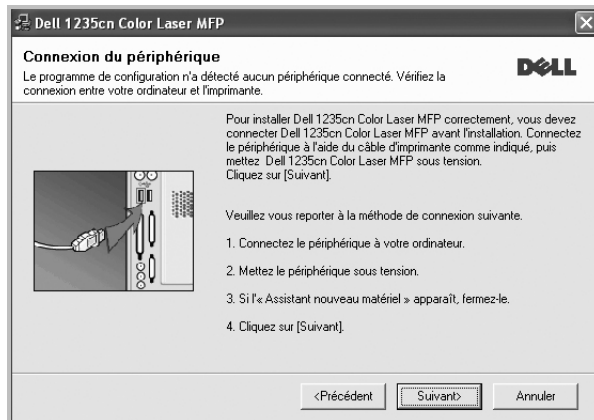 Dell 1235cn Color Laser MFP
Connexion du périphérique
Le programme de configuration n'a détecté aucun périphérique connecté. Vérifiez la
connexion entre votre ordinateur et l'imprimante.
DELL
Pour installer Dell 1235cn Color Laser MFP correctement, vous devez
connecter Dell 1235cn Color Laser MFP avant l'installation. Connectez
le périphérique à l'aide du câble d'imprimante comme indiqué, puis
mettez Dell 1235cn Color Laser MFP sous tension.
Cliquez sur [Suivant].
Veuillez vous reporter à la méthode de connexion suivante.
1. Connectez le périphérique à votre ordinateur.
2. Mettez le périphérique sous tension.
3. Si l'« Assistant nouveau matériel » apparaît, fermez-le.
4. Cliquez sur [Suivant].
<Précédent
Suivant>
Annuler